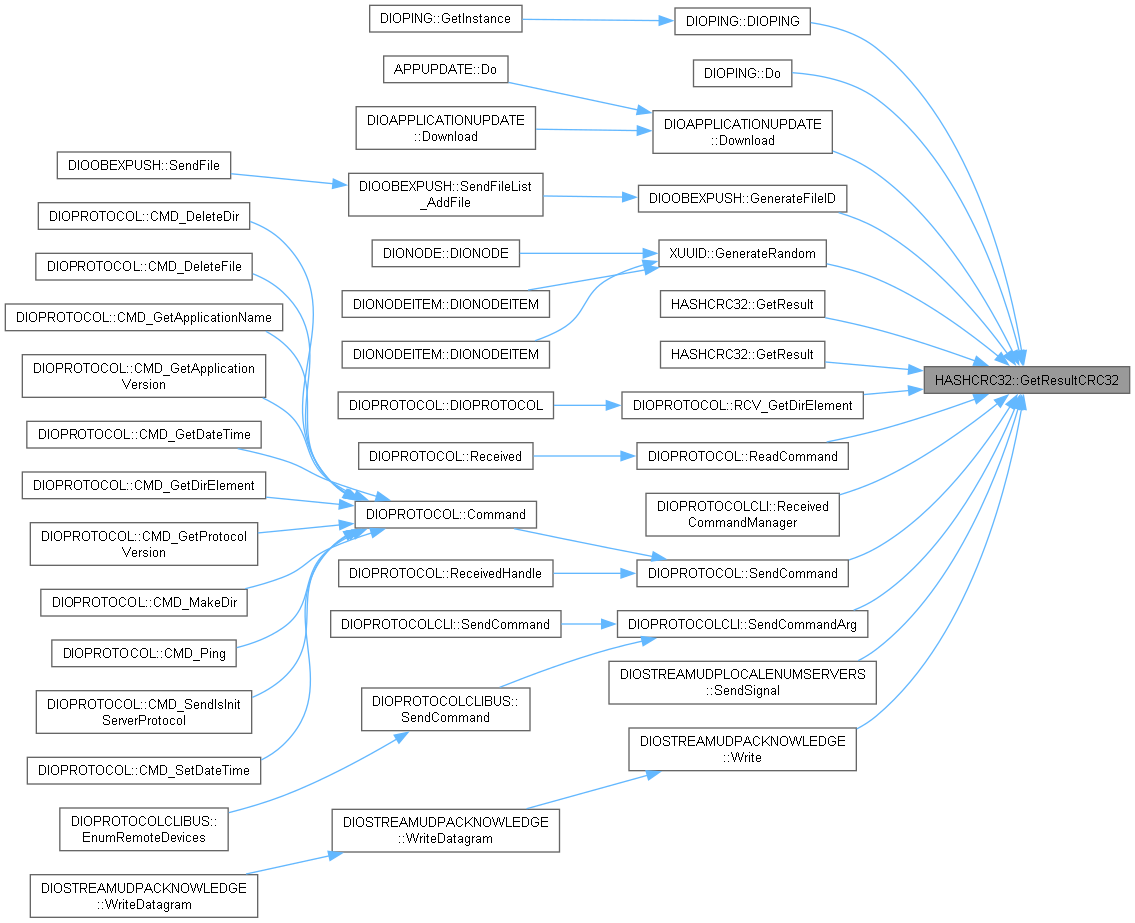 DIOPING::GetInstance
DIOPING::DIOPING
APPUPDATE::Do
DIOPING::Do
DIOAPPLICATIONUPDATE
::Download
DIOAPPLICATIONUPDATE
::Download
DIOOBEXPUSH::SendFile
DIOOBEXPUSH::SendFileList
_AddFile
DIOOBEXPUSH::GenerateFileID
DIOPROTOCOL::CMD_DeleteDir
DIONODE::DIONODE
XUUID::GenerateRandom
DIOPROTOCOL::CMD_DeleteFile
DIONODEITEM::DIONODEITEM
HASHCRC32::GetResult
DIOPROTOCOL::CMD_GetApplicationName
DIONODEITEM::DIONODEITEM
HASHCRC32::GetResult
DIOPROTOCOL::CMD_GetApplication
Version
HASHCRC32::GetResultCRC32
DIOPROTOCOL::DIOPROTOCOL
DIOPROTOCOL::RCV_GetDirElement
DIOPROTOCOL::CMD_GetDateTime
DIOPROTOCOL::Received
DIOPROTOCOL::ReadCommand
DIOPROTOCOL::CMD_GetDirElement
DIOPROTOCOL::Command
DIOPROTOCOLCLI::Received
CommandManager
DIOPROTOCOL::CMD_GetProtocol
Version
DIOPROTOCOL::ReceivedHandle
DIOPROTOCOL::SendCommand
DIOPROTOCOL::CMD_MakeDir
DIOPROTOCOLCLI::SendCommand
DIOPROTOCOLCLI::SendCommandArg
DIOPROTOCOL::CMD_Ping
DIOSTREAMUDPLOCALENUMSERVERS
::SendSignal
DIOPROTOCOL::CMD_SendIsInit
ServerProtocol
DIOPROTOCOLCLIBUS::
SendCommand
DIOPROTOCOL::CMD_SetDateTime
DIOSTREAMUDPACKNOWLEDGE
::Write
DIOPROTOCOLCLIBUS::
EnumRemoteDevices
DIOSTREAMUDPACKNOWLEDGE
::WriteDatagram
DIOSTREAMUDPACKNOWLEDGE
::WriteDatagram